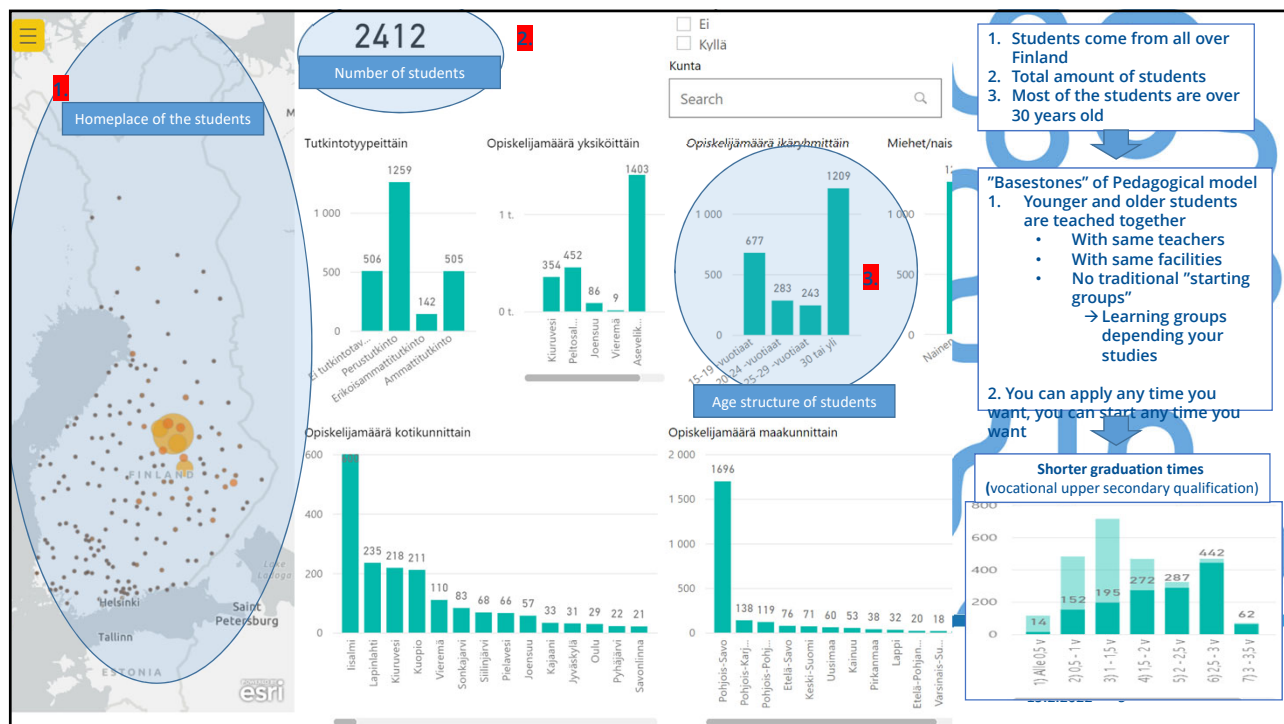 1.
Homeplace of the students
M
FINLAND
Helsinki
Tallinn
Saint
Petersburg
Lake
Ladoga
ESTONIA
esri
2412
2.
Number of students
Ei
Kyllä
Kunta
Search
Tutkintotyypeittäin
1 000
500
0
506
1259
142
505
Ei tutkintotav...
Perustutkinto
Erikoisammattitutkinto
Ammattitutkinto
Opiskelijamäärä yksiköittäin
1 t.
0 t.
354
452
86
9
1403
Kiuruvesi
Peltosal...
Joensuu
Vieremä
Asevelik...
Opiskelijamäärä ikäryhmittäin
1 000
500
0
677
283
243
1209
3.
15-19 -vuotiaat
20-24 -vuotiaat
25-29 -vuotiaat
30 tai yli
Age structure of students
Miehet/nais
1 000
500
0
Nainen
Opiskelijamäärä kotikunnittain
600
400
200
0
235
218
211
110
83
68
66
57
33
31
29
22
21
Iisalmi
Lapinlahti
Kiuruvesi
Kuopio
Vieremä
Sonkajärvi
Siilinjärvi
Pielavesi
Joensuu
Kajaani
Jyväskylä
Oulu
Pyhäjärvi
Savonlinna
Opiskelijamäärä maakunnittain
2 000
1 500
1 000
500
0
1696
138
119
76
71
60
53
38
32
20
18
Pohjois-Savo
Pohjois-Karj...
Pohjois-Pohj...
Etelä-Savo
Keski-Suomi
Uusimaa
Kainuu
Pirkanmaa
Lappi
Etelä-Pohjan...
Varsinais-Su...
1. Students come from all over
Finland
2. Total amount of students
3. Most of the students are over
30 years old
”Basestones” of Pedagogical model
1. Younger and older students
are taught together
• With same teachers
• With same facilities
• No traditional ”starting
groups”
→ Learning groups
depending your
studies
2. You can apply any time you
want, you can start any time you
want
Shorter graduation times
(vocational upper secondary qualification)
800
600
400
200
0
14
152
195
272
287
442
62
1) Alle 0,5 V
2) 0,5 - 1 V
3) 1 - 1,5 V
4) 1,5 - 2 V
5) 2 - 2,5 V
6) 2,5 - 3 V
7) 3 - 3,5 V